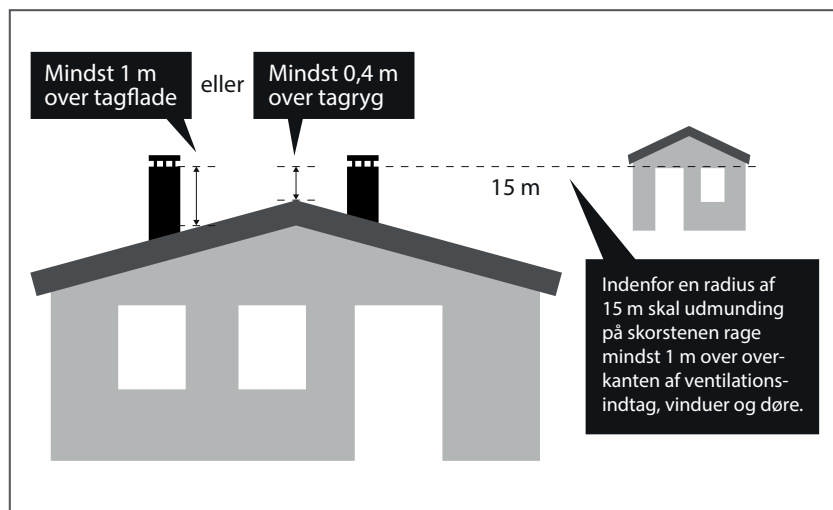 Mindst 1 m
over tagflade
eller
Mindst 0,4 m
over tagryg
15 m
Indenfor en radius af
15 m skal udmunding
på skorstenen rage
mindst 1 m over over-
kanten af ventilations-
indtag, vinduer og døre.